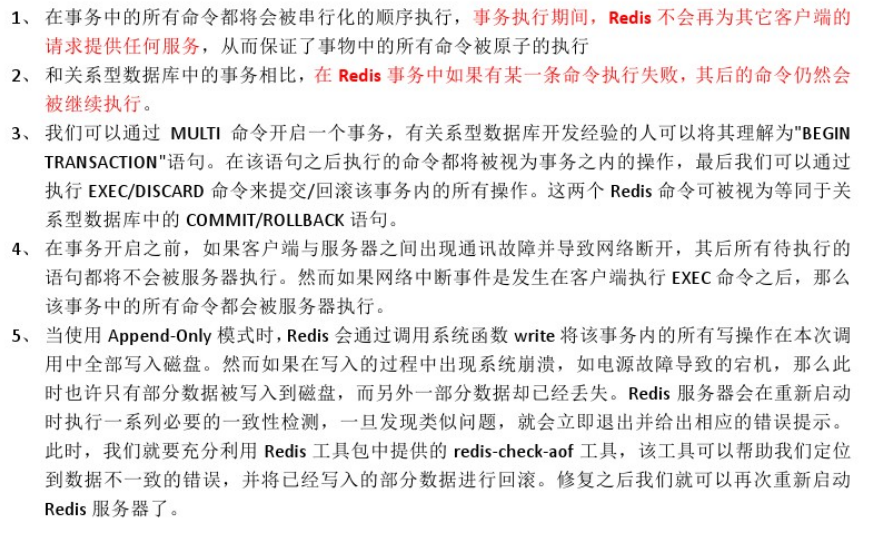 1、 在事务中的所有命令都将会被串行化的顺序执行，事务执行期间，Redis 不会再为其它客户端的
请求提供任何服务，从而保证了事物中的所有命令被原子的执行
2、 和关系型数据库中的事务相比，在 Redis 事务中如果有某一条命令执行失败，其后的命令仍然会
被继续执行。
3、 我们可以通过 MULTI 命令开启一个事务，有关系型数据库开发经验的人可以将其理解为"BEGIN
TRANSACTION"语句。在该语句之后执行的命令都将被视为事务之内的操作，最后我们可以通过
执行 EXEC/DISCARD 命令来提交/回滚该事务内的所有操作。这两个 Redis 命令可被视为等同于关
系型数据库中的 COMMIT/ROLLBACK 语句。
4、 在事务开启之前，如果客户端与服务器之间出现通讯故障并导致网络断开，其后所有待执行的
语句都将不会被服务器执行。然而如果网络中断事件是发生在客户端执行 EXEC 命令之后，那么
该事务中的所有命令都会被服务器执行。
5、 当使用 Append-Only 模式时，Redis 会通过调用系统函数 write 将该事务内的所有写操作在本次调
用中全部写入磁盘。然而如果在写入的过程中出现系统崩溃，如电源故障导致的宕机，那么此
时也许只有部分数据被写入到磁盘，而另外一部分数据却已经丢失。Redis 服务器会在重新启动
时执行一系列必要的一致性检测，一旦发现类似问题，就会立即退出并给出相应的错误提示。
此时，我们就要充分利用 Redis 工具包中提供的 redis-check-aof 工具，该工具可以帮助我们定位
到数据不一致的错误，并将已经写入的部分数据进行回滚。修复之后我们就可以再次重新启动
Redis 服务器了。